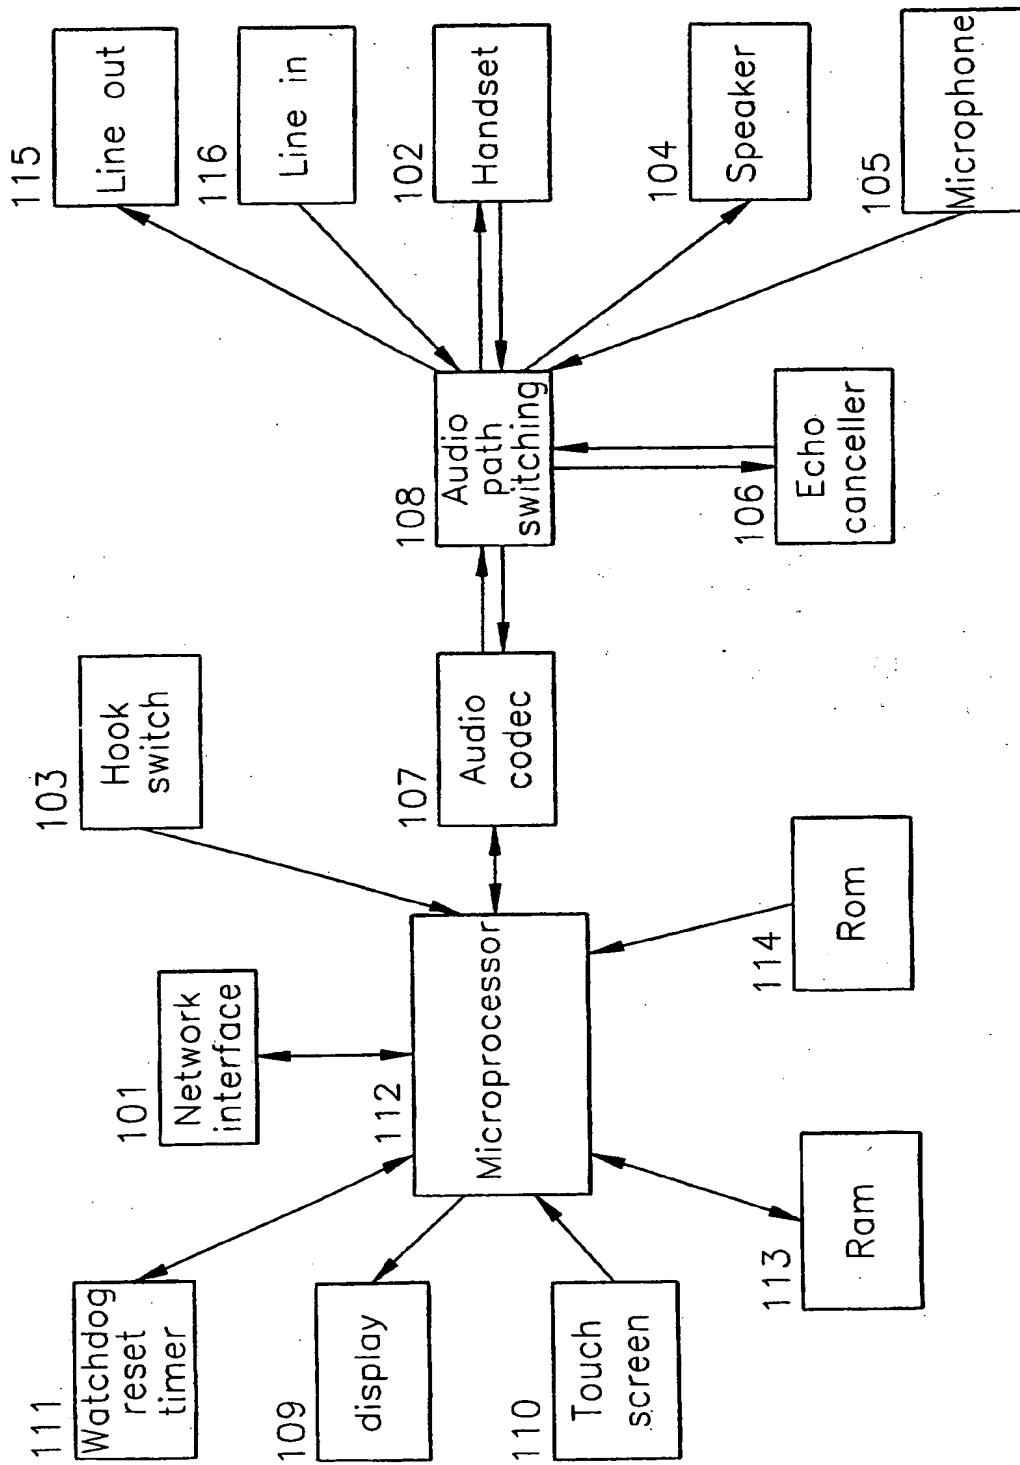 111
Watchdog
reset
timer
109
display
110
Touch
screen
101
Network
interface
112
Microprocessor
113
Ram
114
Rom
103
Hook
switch
107
Audio
codec
108
Audio
path
switching
106
Echo
canceller
115
Line out
116
Line in
102
Handset
104
Speaker
105
Microphone